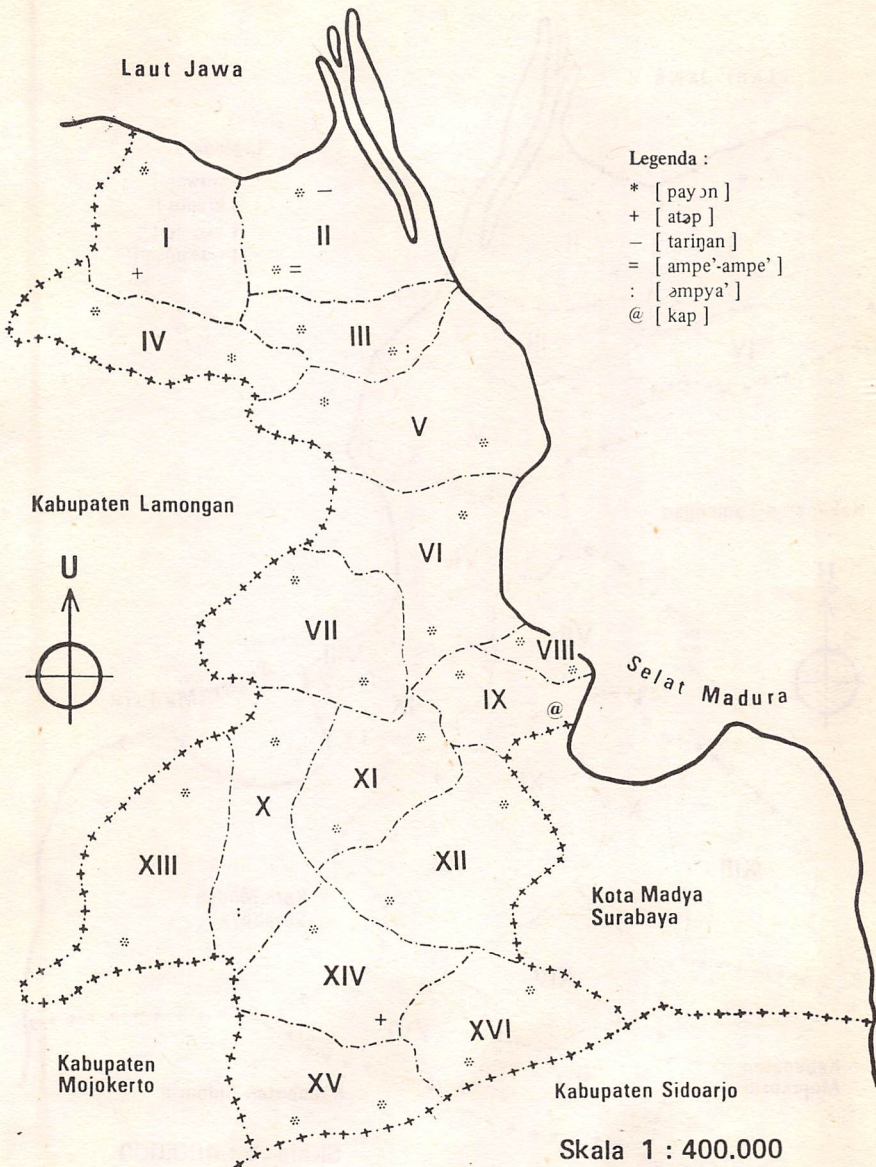 Laut Jawa
Legenda :
* [ payɔn ]
+ [ atəp ]
– [ tariŋan ]
= [ ampe'-ampe' ]
: [ əmpya' ]
@ [ kap ]
I
* +
II
* –
* =
III
* * :
IV
* *
V
* *
Kabupaten Lamongan
U
VI
* *
VII
* *
VIII
* *
Selat Madura
IX
* @
X
*
XI
* *
XII
* *
XIII
* *
Kota Madya
Surabaya
XIV
* +
XVI
* *
XV
* *
Kabupaten
Mojokerto
Kabupaten Sidoarjo
Skala 1 : 400.000